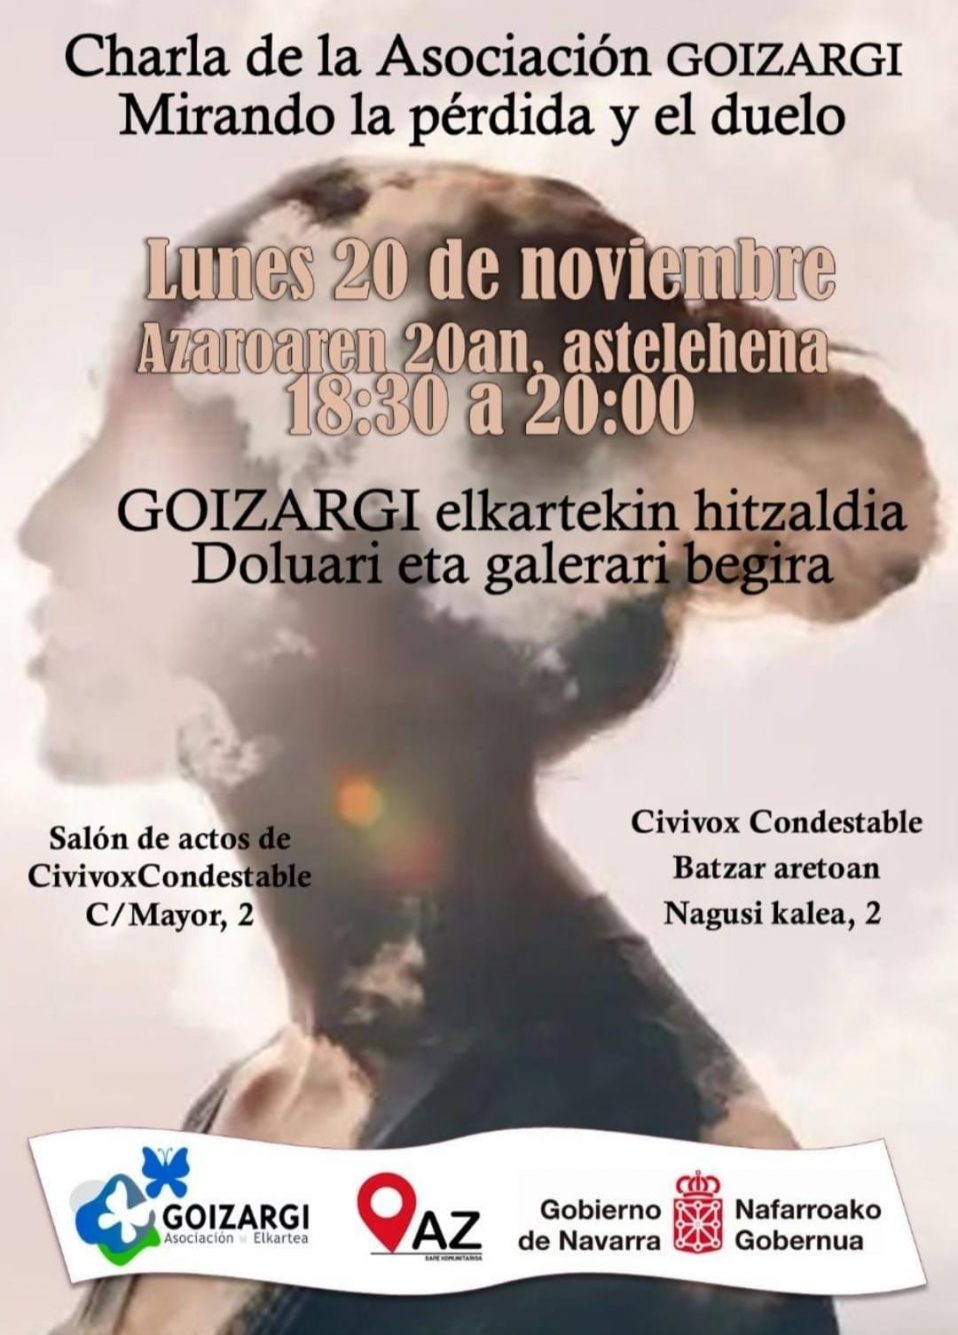 Charla de la Asociación GOIZARGI
Mirando la pérdida y el duelo
Lunes 20 de noviembre
Azaroaren 20an, astelehena
18:30 a 20:00
GOIZARGI elkartekin hitzaldia
Doluari eta galerari begira
Salón de actos de
CivivoxCondestable
C/Mayor, 2
Civivox Condestable
Batzar aretoan
Nagusi kalea, 2
GOIZARGI
Asociación Elkartea
AZ
SARE KOMUNITARIOA
Gobierno
de Navarra
Nafarroako
Gobernua